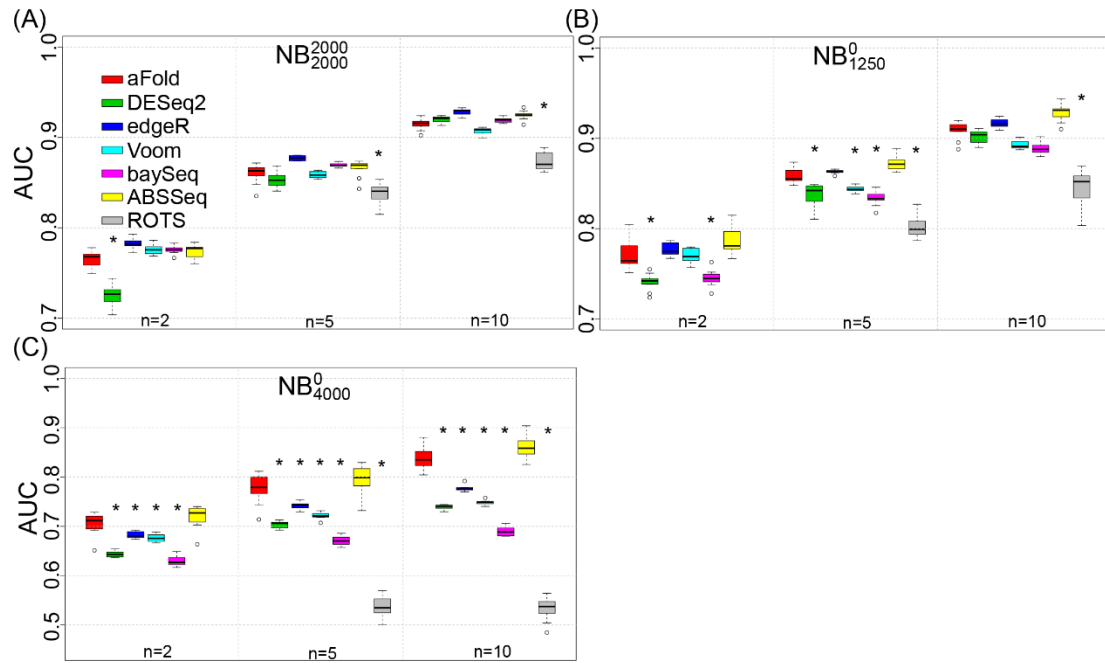 (A)
NB 2000 2000
AUC
1.0
0.9
0.8
0.7
aFold
DESeq2
edgeR
Voom
baySeq
ABSSeq
ROTS
*
*
*
n=2
n=5
n=10
(B)
NB 0 1250
1.0
0.9
0.8
0.7
* *
* * * *
*
n=2
n=5
n=10
(C)
NB 0 4000
AUC
1.0
0.9
0.8
0.7
0.6
0.5
* * * *
* * * * *
* * * * *
n=2
n=5
n=10